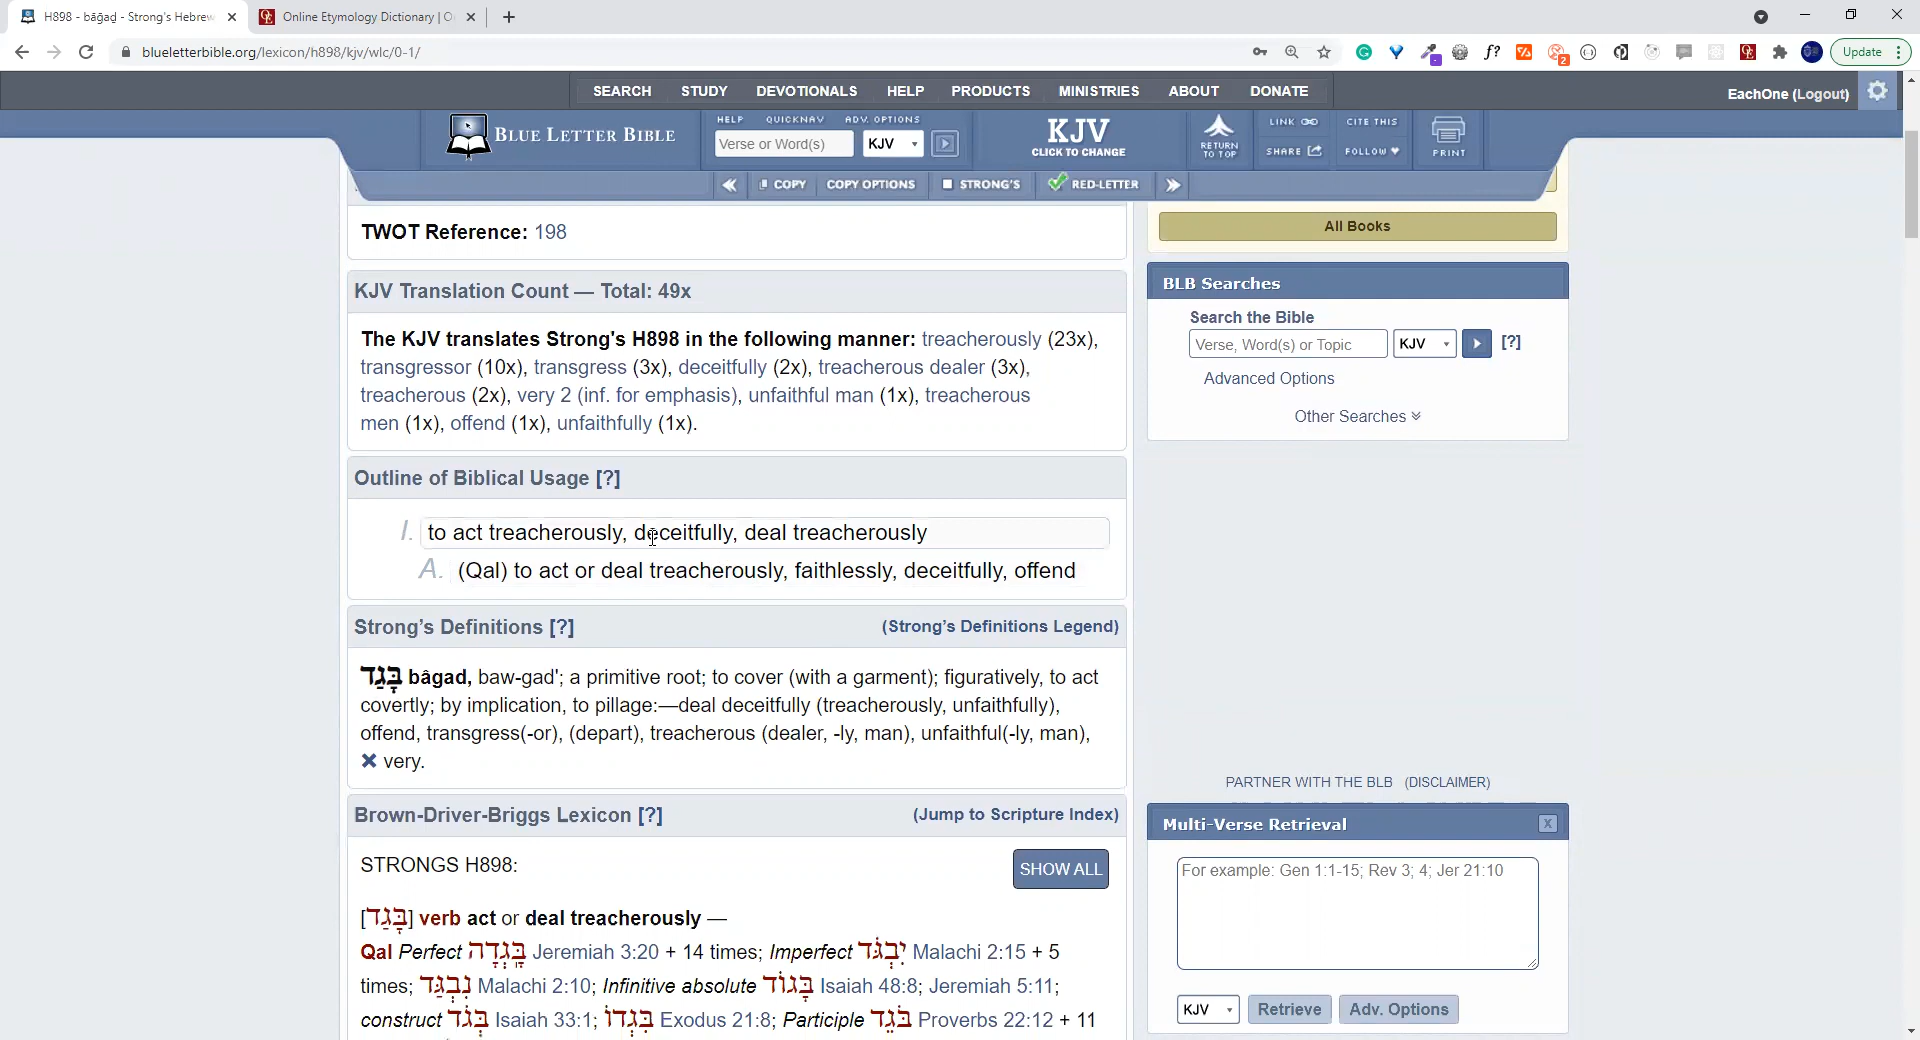 H898 - bāḡaḏ - Strong's Hebrew
Online Etymology Dictionary | O
blueletterbible.org/lexicon/h898/kjv/wlc/0-1/
Update
SEARCH STUDY DEVOTIONALS HELP PRODUCTS MINISTRIES ABOUT DONATE
EachOne (Logout)
BLUE LETTER BIBLE
HELP QUICKNAV ADV. OPTIONS
Verse or Word(s) KJV
KJV
CLICK TO CHANGE
RETURN
TO TOP
LINK CITE THIS
SHARE FOLLOW
PRINT
COPY COPY OPTIONS STRONG'S RED-LETTER
TWOT Reference: 198
KJV Translation Count — Total: 49x
The KJV translates Strong's H898 in the following manner: treacherously (23x),
transgressor (10x), transgress (3x), deceitfully (2x), treacherous dealer (3x),
treacherous (2x), very 2 (inf. for emphasis), unfaithful man (1x), treacherous
men (1x), offend (1x), unfaithfully (1x).
Outline of Biblical Usage [?]
I. to act treacherously, deceitfully, deal treacherously
A. (Qal) to act or deal treacherously, faithlessly, deceitfully, offend
Strong's Definitions [?] (Strong's Definitions Legend)
בָּגַד bâgad, baw-gad'; a primitive root; to cover (with a garment); figuratively, to act
covertly; by implication, to pillage:—deal deceitfully (treacherously, unfaithfully),
offend, transgress(-or), (depart), treacherous (dealer, -ly, man), unfaithful(-ly, man),
× very.
Brown-Driver-Briggs Lexicon [?] (Jump to Scripture Index)
STRONGS H898:
SHOW ALL
[בָּגַד] verb act or deal treacherously —
Qal Perfect בָּֽגְדָה Jeremiah 3:20 + 14 times; Imperfect יִבְגֹּד Malachi 2:15 + 5
times; נִבְגַּד Malachi 2:10; Infinitive absolute בָּגוֺד Isaiah 48:8; Jeremiah 5:11;
construct בְּגֹד Isaiah 33:1; בִּגְדוֺ Exodus 21:8; Participle בֹּגֵד Proverbs 22:12 + 11
All Books
BLB Searches
Search the Bible
Verse, Word(s) or Topic KJV [?]
Advanced Options
Other Searches
PARTNER WITH THE BLB (DISCLAIMER)
Multi-Verse Retrieval X
For example: Gen 1:1-15; Rev 3; 4; Jer 21:10
KJV Retrieve Adv. Options